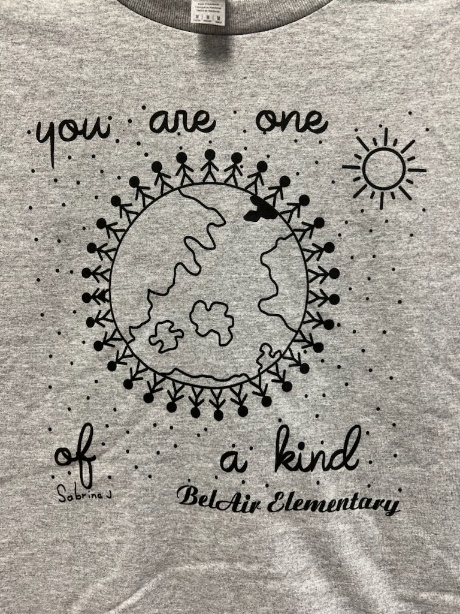 you are one
of a kind
Sabrina J
BelAir Elementary